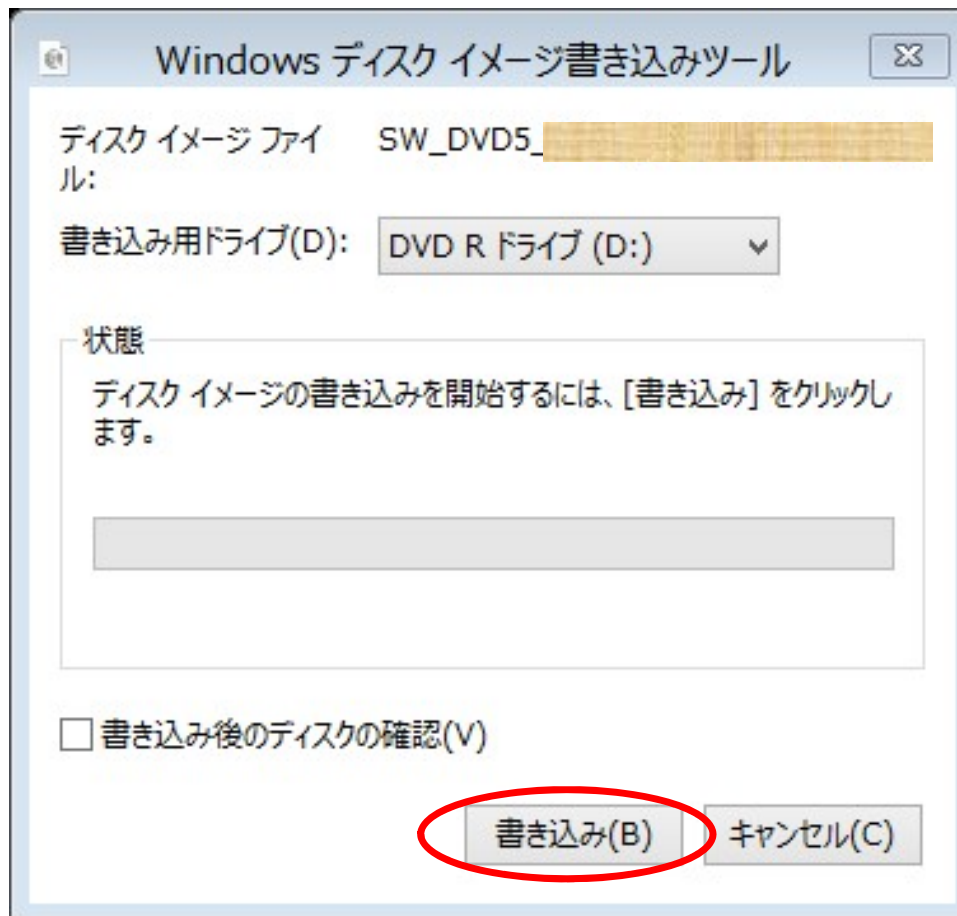 Windows ディスク イメージ書き込みツール
ディスク イメージ ファイ
ル:
SW_DVD5_
書き込み用ドライブ(D):
DVD R ドライブ (D:)
状態
ディスク イメージの書き込みを開始するには、[書き込み] をクリックし
ます。
書き込み後のディスクの確認(V)
書き込み(B)
キャンセル(C)